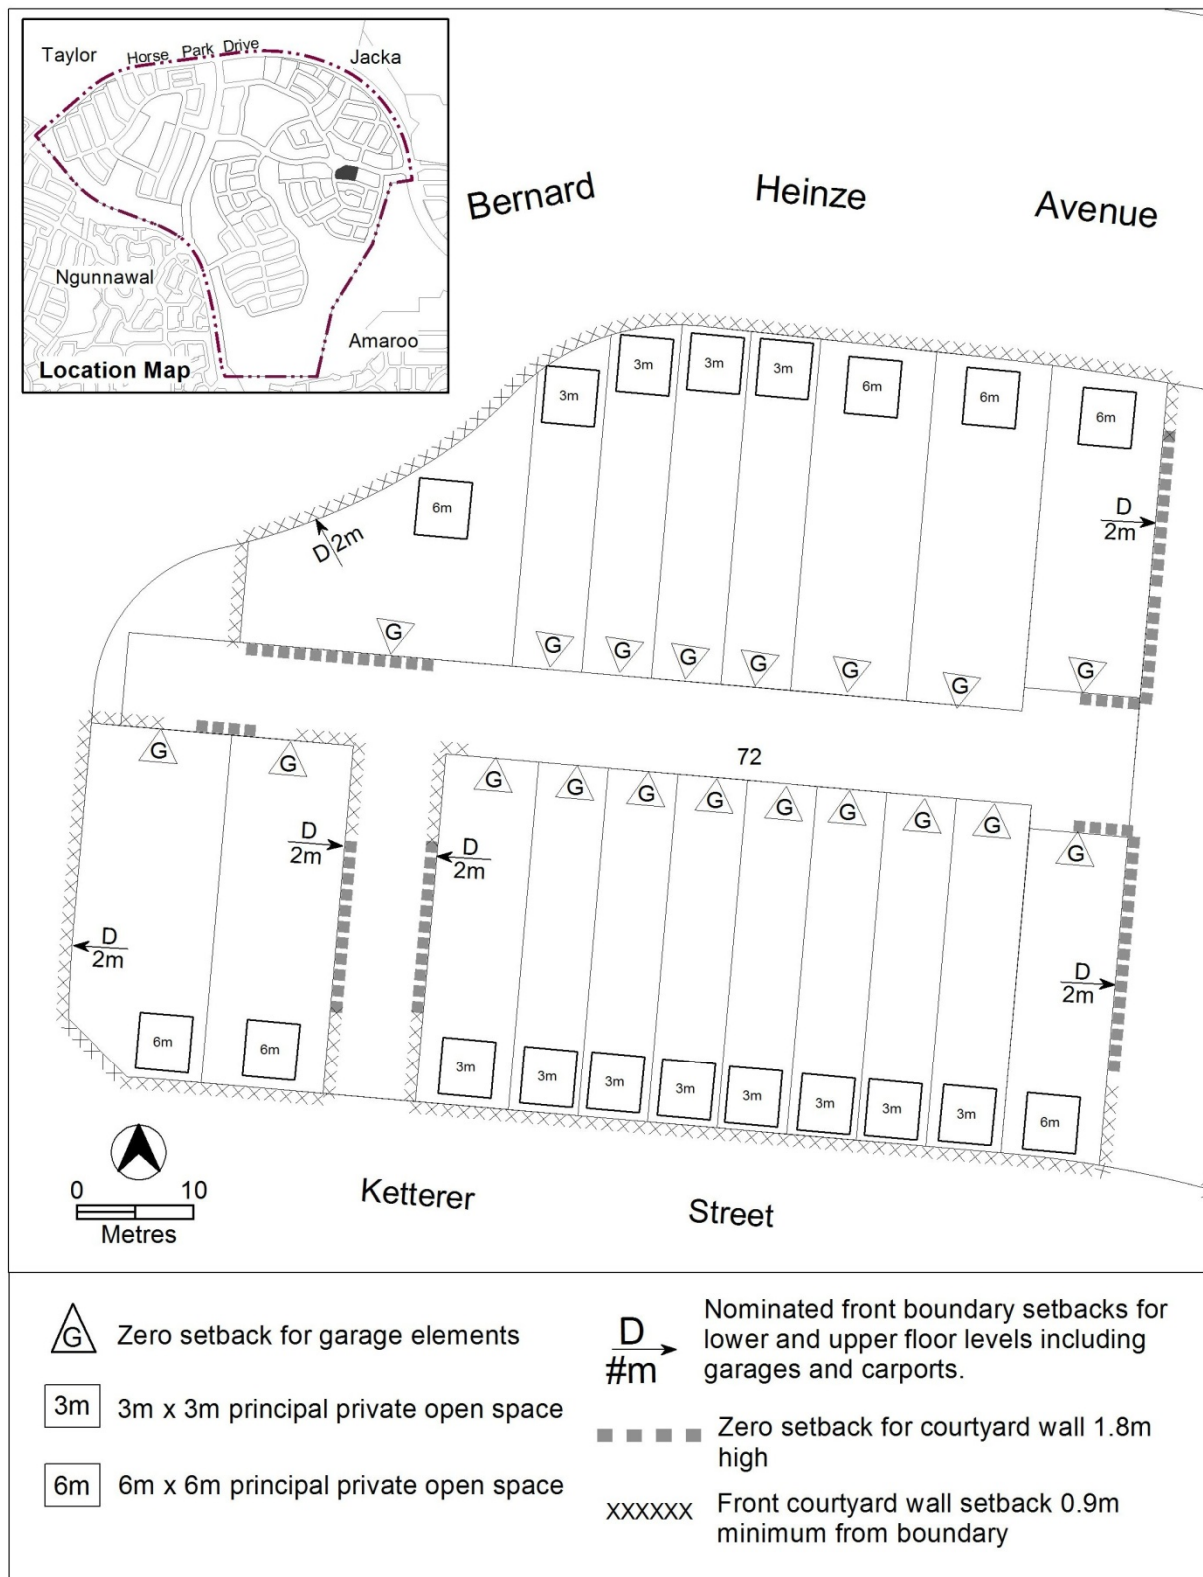 Taylor
Horse Park Drive
Jacka
Ngunnawal
Amaroo
Location Map
Bernard Heinze Avenue
3m
3m
3m
3m
6m
6m
6m
6m
D 2m
D
2m
G
G
G
G
G
G
G
G
72
G
G
G
G
G
G
G
G
G
G
G
D
2m
D
2m
D
2m
D
2m
6m
6m
3m
3m
3m
3m
3m
3m
3m
3m
6m
0 10
Metres
Ketterer Street
G Zero setback for garage elements
3m 3m x 3m principal private open space
6m 6m x 6m principal private open space
D
#m
Nominated front boundary setbacks for
lower and upper floor levels including
garages and carports.
Zero setback for courtyard wall 1.8m
high
XXXXXX Front courtyard wall setback 0.9m
minimum from boundary